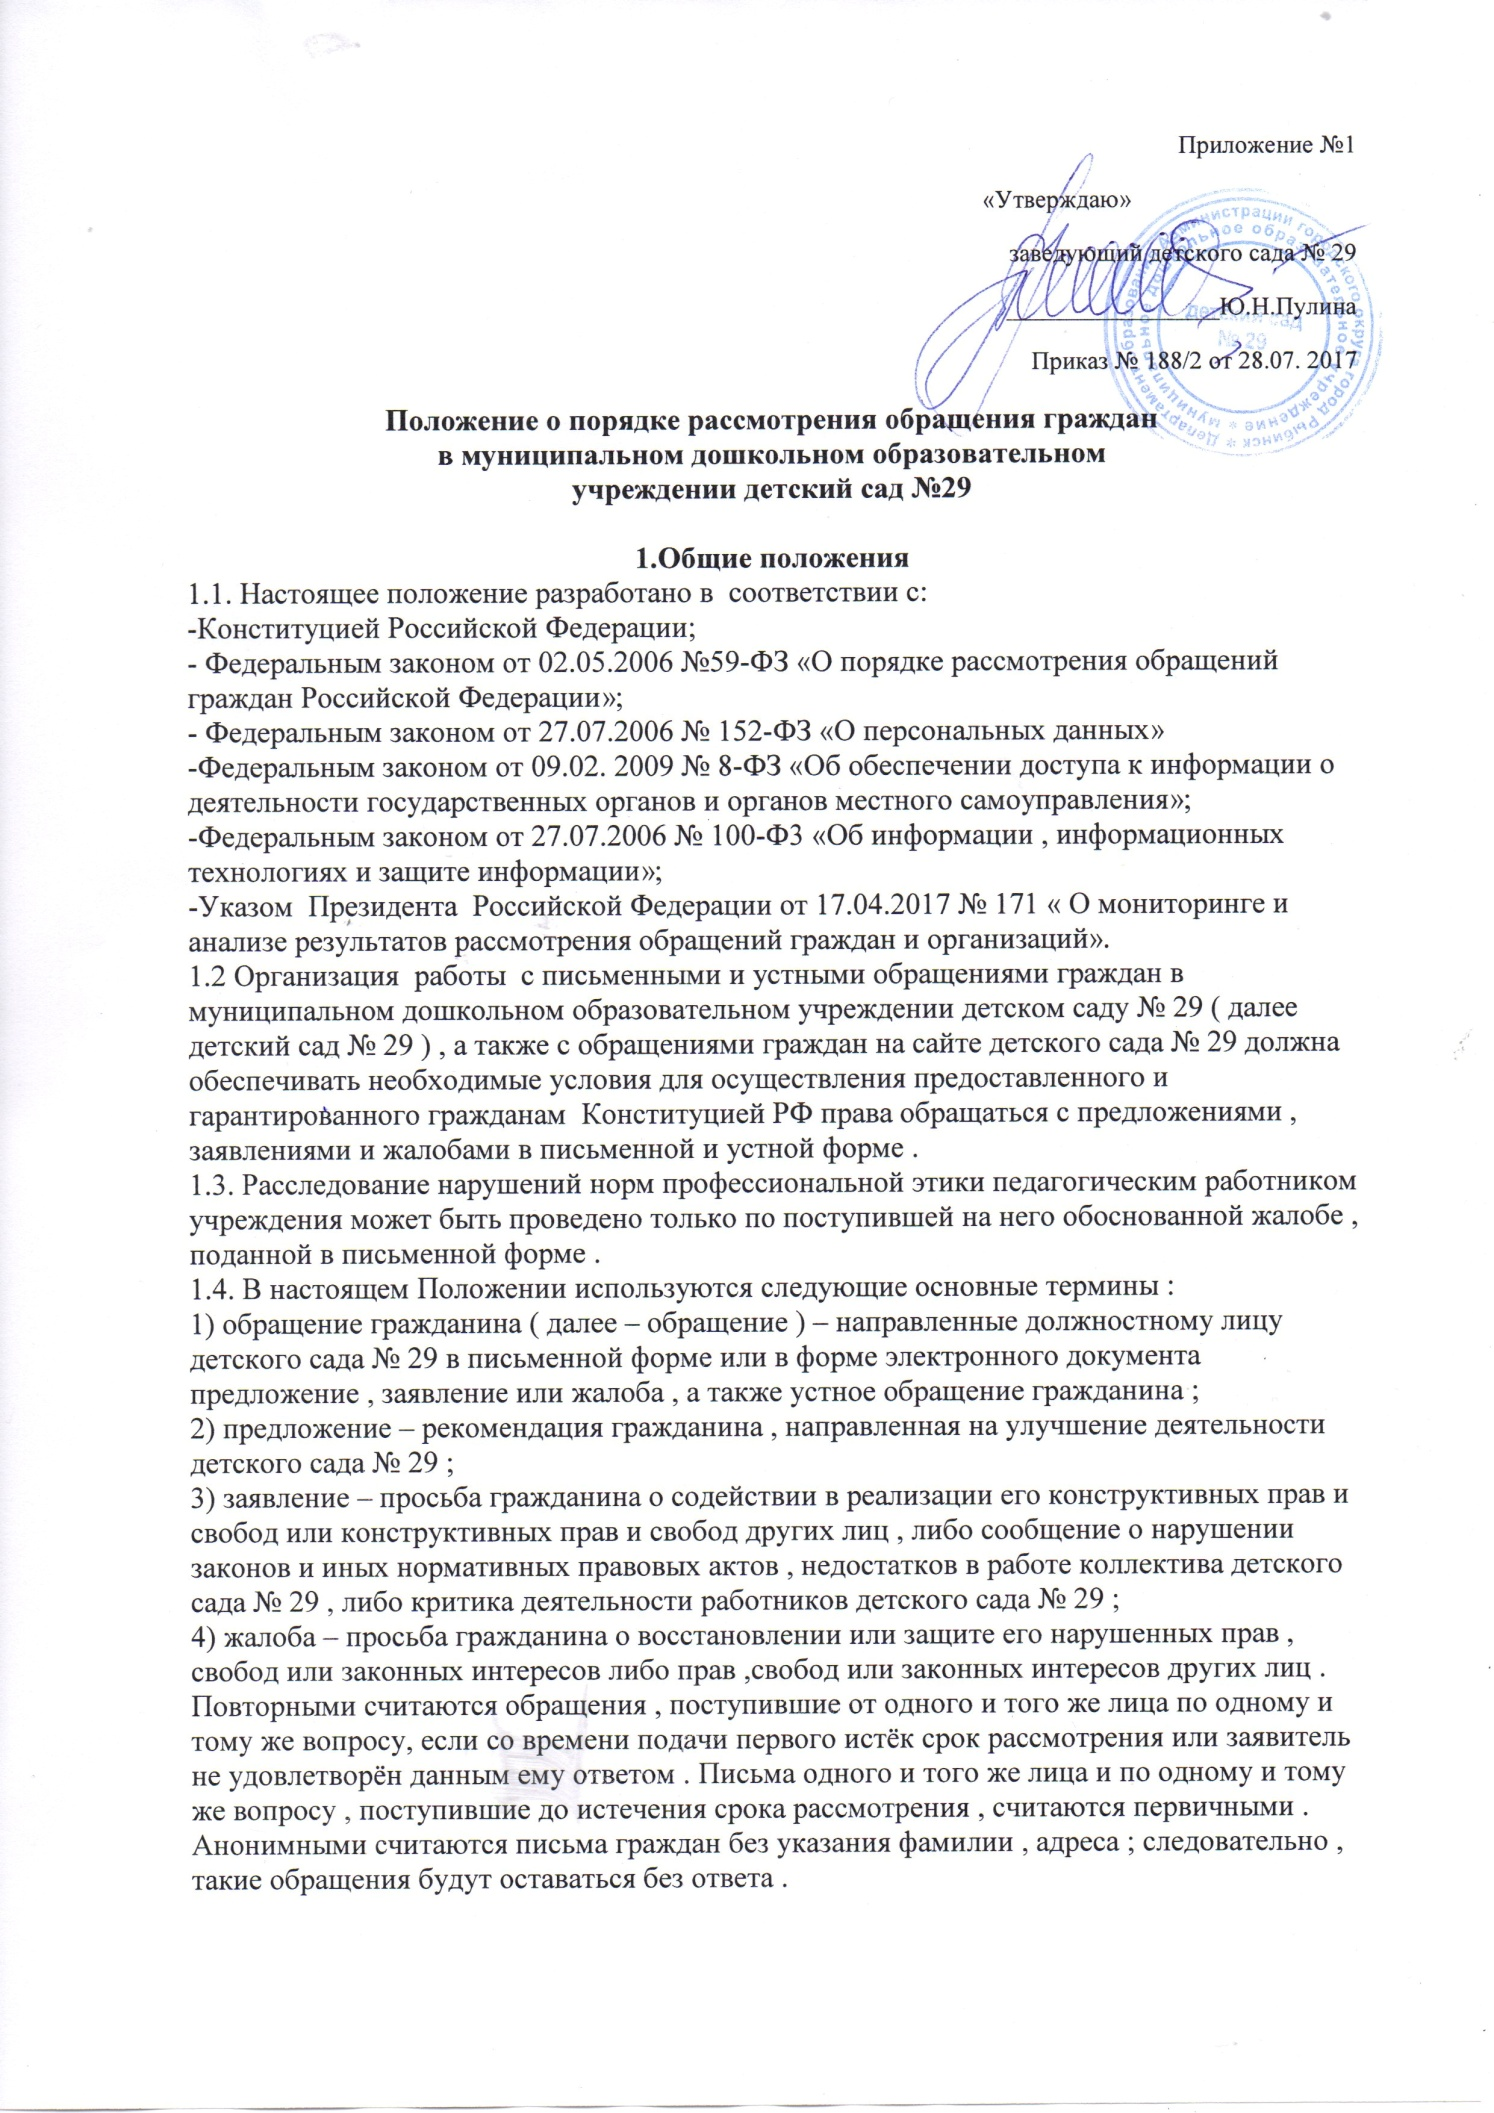 Приложение №1
«Утверждаю»
заведующий детского сада № 29
Ю.Н.Пулина
Приказ № 188/2 от 28.07. 2017
Департамент образования Администрации городского округа город Рыбинск * муниципальное дошкольное образовательное учреждение *
детский сад
№ 29
Положение о порядке рассмотрения обращения граждан
в муниципальном дошкольном образовательном
учреждении детский сад №29
1.Общие положения
1.1. Настоящее положение разработано в  соответствии с:
-Конституцией Российской Федерации;
- Федеральным законом от 02.05.2006 №59-ФЗ «О порядке рассмотрения обращений
граждан Российской Федерации»;
- Федеральным законом от 27.07.2006 № 152-ФЗ «О персональных данных»
-Федеральным законом от 09.02. 2009 № 8-ФЗ «Об обеспечении доступа к информации о
деятельности государственных органов и органов местного самоуправления»;
-Федеральным законом от 27.07.2006 № 100-ФЗ «Об информации , информационных
технологиях и защите информации»;
-Указом  Президента  Российской Федерации от 17.04.2017 № 171 « О мониторинге и
анализе результатов рассмотрения обращений граждан и организаций».
1.2 Организация  работы  с письменными и устными обращениями граждан в
муниципальном дошкольном образовательном учреждении детском саду № 29 ( далее
детский сад № 29 ) , а также с обращениями граждан на сайте детского сада № 29 должна
обеспечивать необходимые условия для осуществления предоставленного и
гарантированного гражданам  Конституцией РФ права обращаться с предложениями ,
заявлениями и жалобами в письменной и устной форме .
1.3. Расследование нарушений норм профессиональной этики педагогическим работником
учреждения может быть проведено только по поступившей на него обоснованной жалобе ,
поданной в письменной форме .
1.4. В настоящем Положении используются следующие основные термины :
1) обращение гражданина ( далее – обращение ) – направленные должностному лицу
детского сада № 29 в письменной форме или в форме электронного документа
предложение , заявление или жалоба , а также устное обращение гражданина ;
2) предложение – рекомендация гражданина , направленная на улучшение деятельности
детского сада № 29 ;
3) заявление – просьба гражданина о содействии в реализации его конструктивных прав и
свобод или конструктивных прав и свобод других лиц , либо сообщение о нарушении
законов и иных нормативных правовых актов , недостатков в работе коллектива детского
сада № 29 , либо критика деятельности работников детского сада № 29 ;
4) жалоба – просьба гражданина о восстановлении или защите его нарушенных прав ,
свобод или законных интересов либо прав ,свобод или законных интересов других лиц .
Повторными считаются обращения , поступившие от одного и того же лица по одному и
тому же вопросу, если со времени подачи первого истёк срок рассмотрения или заявитель
не удовлетворён данным ему ответом . Письма одного и того же лица и по одному и тому
же вопросу , поступившие до истечения срока рассмотрения , считаются первичными .
Анонимными считаются письма граждан без указания фамилии , адреса ; следовательно ,
такие обращения будут оставаться без ответа .